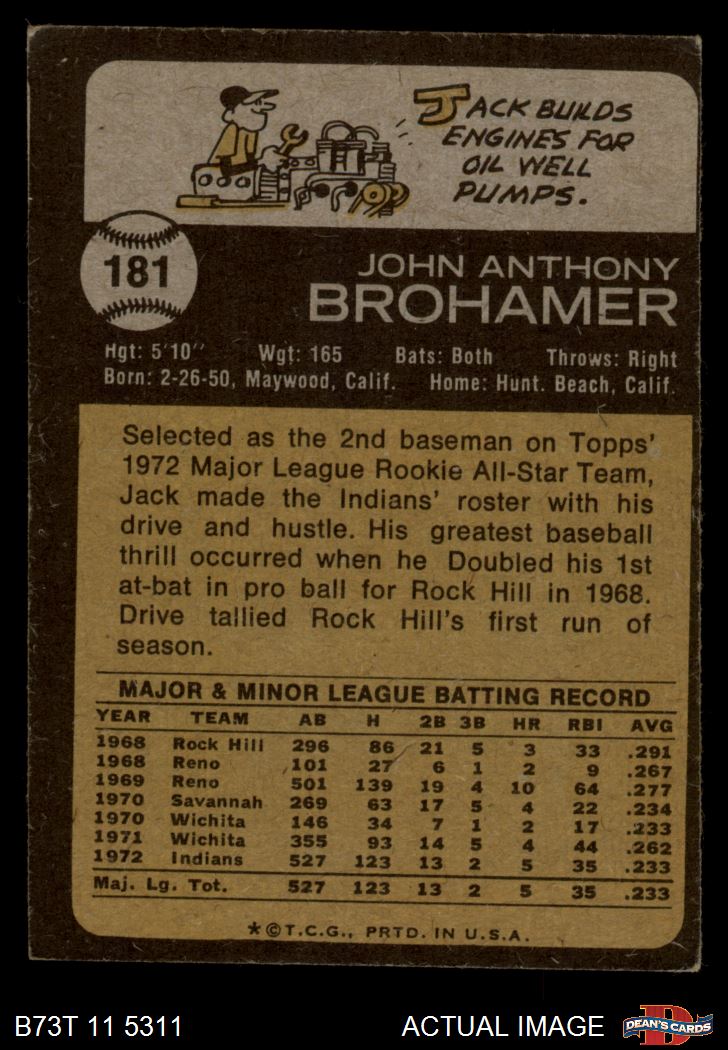 JACK BUILDS
ENGINES FOR
OIL WELL
PUMPS.
181
JOHN ANTHONY
BROHAMER
Hgt: 5'10" Wgt: 165 Bats: Both Throws: Right
Born: 2-26-50, Maywood, Calif. Home: Hunt. Beach, Calif.
Selected as the 2nd baseman on Topps'
1972 Major League Rookie All-Star Team,
Jack made the Indians' roster with his
drive and hustle. His greatest baseball
thrill occurred when he Doubled his 1st
at-bat in pro ball for Rock Hill in 1968.
Drive tallied Rock Hill's first run of
season.
MAJOR & MINOR LEAGUE BATTING RECORD
YEAR TEAM AB H 2B 3B HR RBI AVG
1968 Rock Hill 296 86 21 5 3 33 .291
1968 Reno 101 27 6 1 2 9 .267
1969 Reno 501 139 19 4 10 64 .277
1970 Savannah 269 63 17 5 4 22 .234
1970 Wichita 146 34 7 1 2 17 .233
1971 Wichita 355 93 14 5 4 44 .262
1972 Indians 527 123 13 2 5 35 .233
Maj. Lg. Tot. 527 123 13 2 5 35 .233
*©T.C.G., PRTD. IN U.S.A.
B73T 11 5311 ACTUAL IMAGE D DEAN'S CARDS